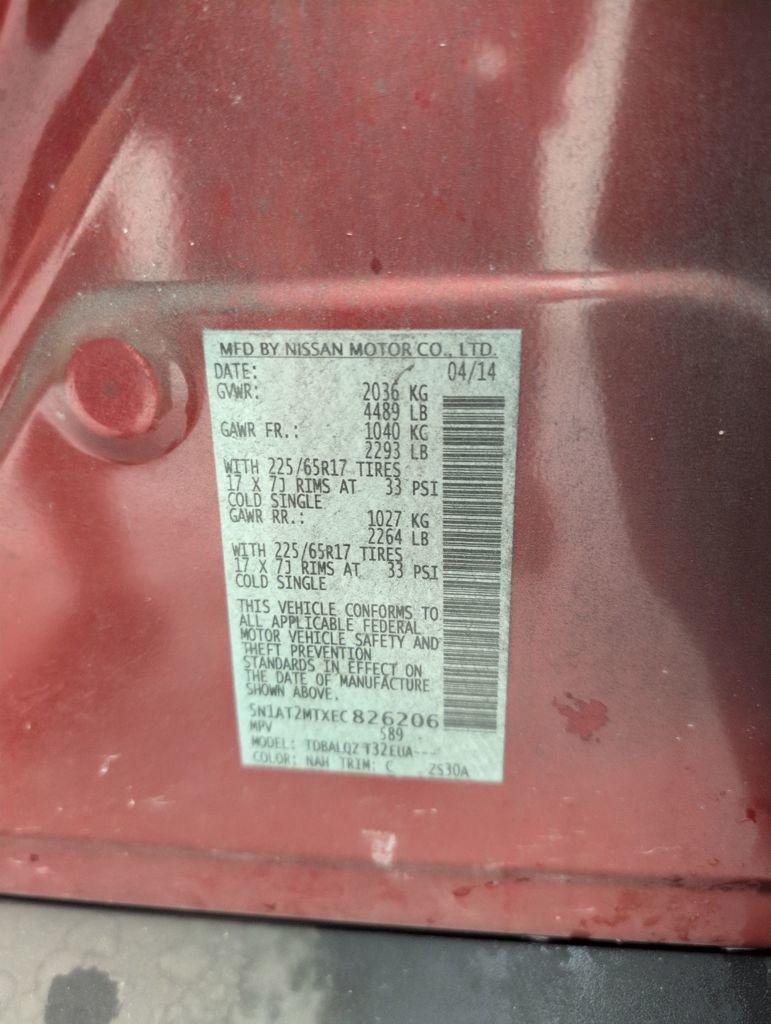 MFD BY NISSAN MOTOR CO., LTD.
DATE: 04/14
GVWR: 2036 KG
4489 LB
GAWR FR.: 1040 KG
2293 LB
WITH 225/65R17 TIRES
17 X 7J RIMS AT 33 PSI
COLD SINGLE
GAWR RR.: 1027 KG
2264 LB
WITH 225/65R17 TIRES
17 X 7J RIMS AT 33 PSI
COLD SINGLE
THIS VEHICLE CONFORMS TO
ALL APPLICABLE FEDERAL
MOTOR VEHICLE SAFETY AND
THEFT PREVENTION
STANDARDS IN EFFECT ON
THE DATE OF MANUFACTURE
SHOWN ABOVE.
5N1AT2MTXEC826206
MPV 589
MODEL: TDBALQZ T32EUA---
COLOR: NAH TRIM: C 2S30A